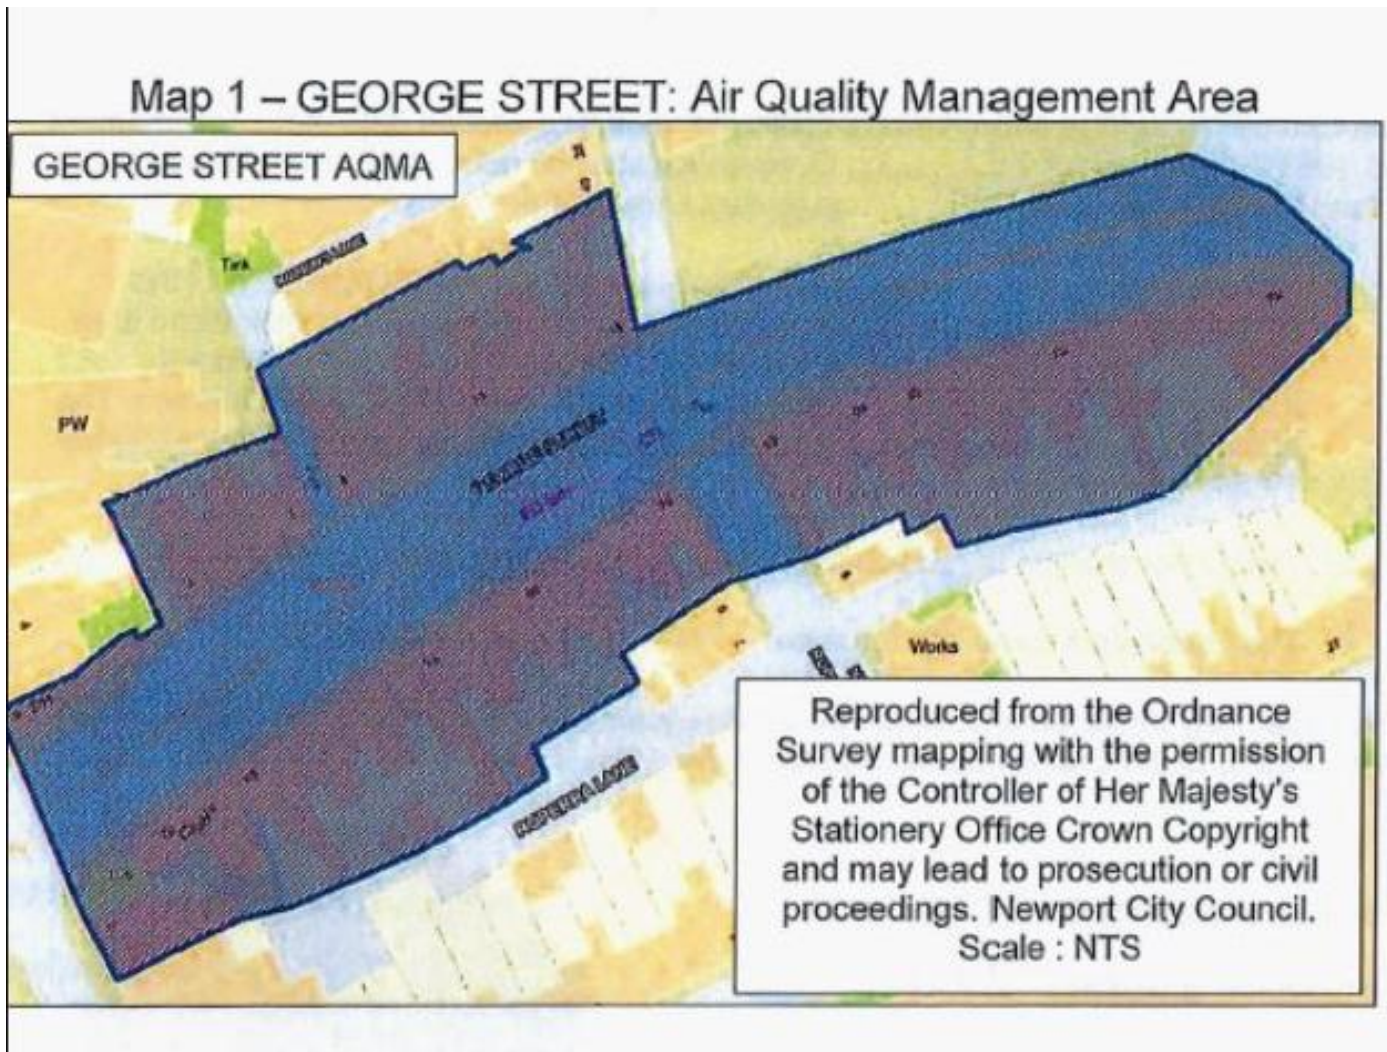 Map 1 – GEORGE STREET: Air Quality Management Area
GEORGE STREET AQMA
Tank
PW
Works
RUPERRA LANE
Reproduced from the Ordnance
Survey mapping with the permission
of the Controller of Her Majesty's
Stationery Office Crown Copyright
and may lead to prosecution or civil
proceedings. Newport City Council.
Scale : NTS